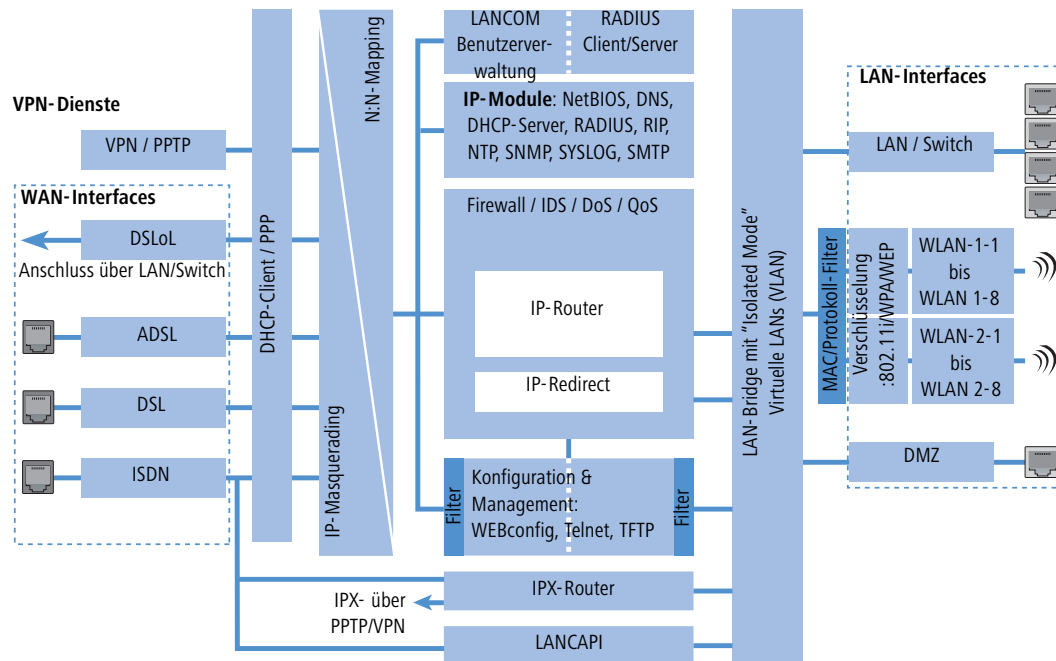 VPN-Dienste
VPN / PPTP
WAN-Interfaces
DSLoL
Anschluss über LAN/Switch
ADSL
DSL
ISDN
DHCP-Client / PPP
IP-Masquerading
N:N-Mapping
LANCOM
Benutzerver-
waltung
RADIUS
Client/Server
IP-Module: NetBIOS, DNS,
DHCP-Server, RADIUS, RIP,
NTP, SNMP, SYSLOG, SMTP
Firewall / IDS / DoS / QoS
IP-Router
IP-Redirect
Filter
Konfiguration &
Management:
WEBconfig, Telnet, TFTP
Filter
IPX- über
PPTP/VPN
IPX-Router
LANCAPI
LAN-Bridge mit "Isolated Mode"
Virtuelle LANs (VLAN)
LAN-Interfaces
LAN / Switch
MAC/Protokoll-Filter
Verschlüsselung
:802.11i/WPA/WEP
WLAN-1-1
bis
WLAN 1-8
WLAN-2-1
bis
WLAN 2-8
DMZ